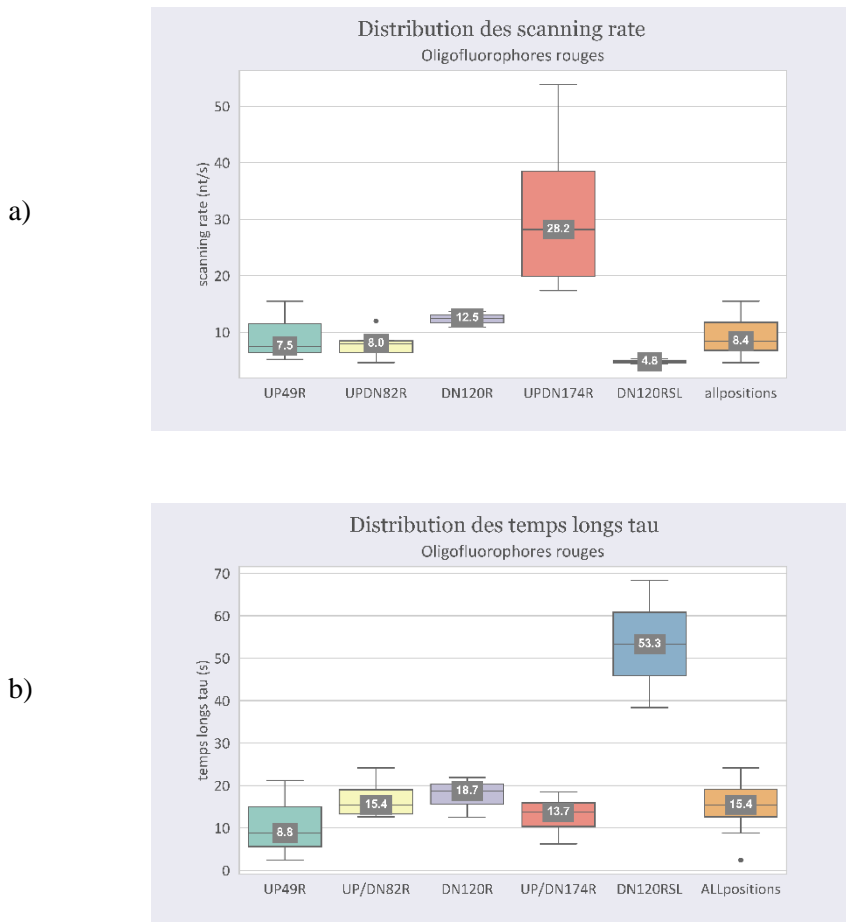 a)
Distribution des scanning rate
Oligofluorophores rouges
scanning rate (nt/s)
50
40
30
20
10
7.5
8.0
12.5
28.2
4.8
8.4
UP49R UPDN82R DN120R UPDN174R DN120RSL allpositions
b)
Distribution des temps longs tau
Oligofluorophores rouges
temps longs tau (s)
70
60
50
40
30
20
10
0
8.8
15.4
18.7
13.7
53.3
15.4
UP49R UP/DN82R DN120R UP/DN174R DN120RSL ALLpositions